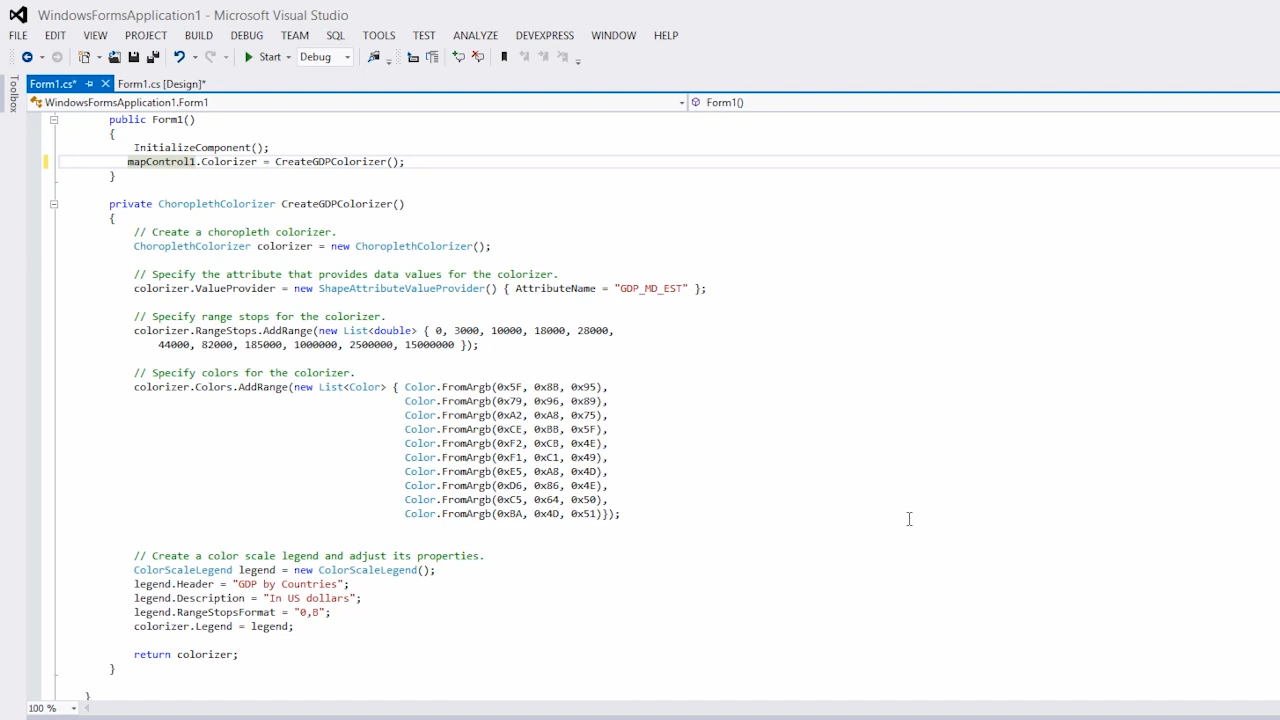 WindowsFormsApplication1 - Microsoft Visual Studio
FILE EDIT VIEW PROJECT BUILD DEBUG TEAM SQL TOOLS TEST ANALYZE DEVEXPRESS WINDOW HELP
Start Debug
Toolbox
Form1.cs* Form1.cs [Design]*
WindowsFormsApplication1.Form1 Form1()
public Form1()
{
InitializeComponent();
mapControl1.Colorizer = CreateGDPColorizer();
}
private ChoroplethColorizer CreateGDPColorizer()
{
// Create a choropleth colorizer.
ChoroplethColorizer colorizer = new ChoroplethColorizer();
// Specify the attribute that provides data values for the colorizer.
colorizer.ValueProvider = new ShapeAttributeValueProvider() { AttributeName = "GDP_MD_EST" };
// Specify range stops for the colorizer.
colorizer.RangeStops.AddRange(new List<double> { 0, 3000, 10000, 18000, 28000,
44000, 82000, 185000, 1000000, 2500000, 15000000 });
// Specify colors for the colorizer.
colorizer.Colors.AddRange(new List<Color> { Color.FromArgb(0x5F, 0x8B, 0x95),
Color.FromArgb(0x79, 0x96, 0x89),
Color.FromArgb(0xA2, 0xA8, 0x75),
Color.FromArgb(0xCE, 0xBB, 0x5F),
Color.FromArgb(0xF2, 0xCB, 0x4E),
Color.FromArgb(0xF1, 0xC1, 0x49),
Color.FromArgb(0xE5, 0xA8, 0x4D),
Color.FromArgb(0xD6, 0x86, 0x4E),
Color.FromArgb(0xC5, 0x64, 0x50),
Color.FromArgb(0xBA, 0x4D, 0x51)});
// Create a color scale legend and adjust its properties.
ColorScaleLegend legend = new ColorScaleLegend();
legend.Header = "GDP by Countries";
legend.Description = "In US dollars";
legend.RangeStopsFormat = "0,B";
colorizer.Legend = legend;
return colorizer;
}
}
100 %